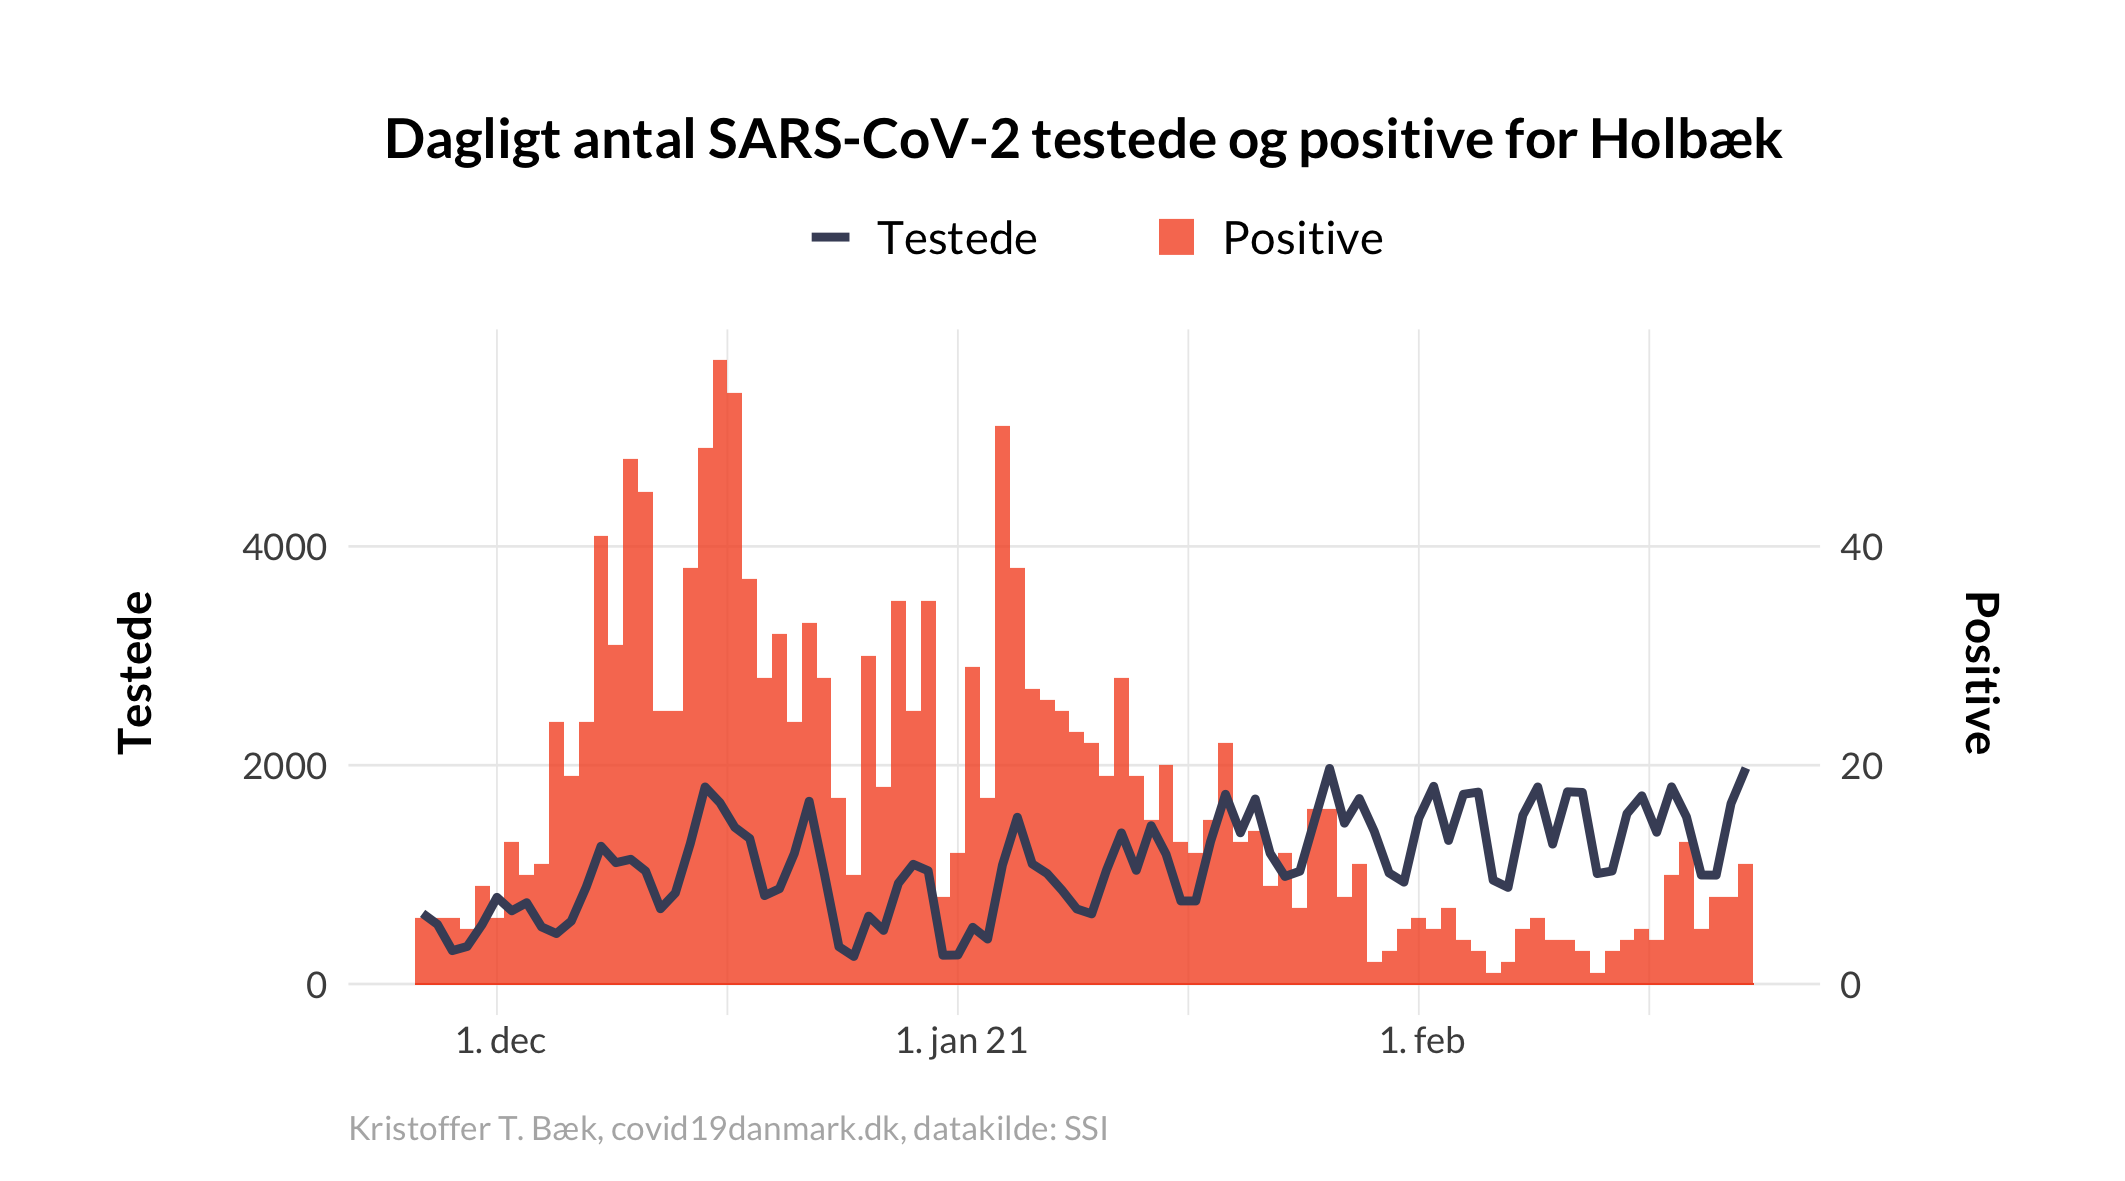 Dagligt antal SARS-CoV-2 testede og positive for Holbæk
Testede
Positive
4000
2000
0
Testede
40
20
0
Positive
1. dec
1. jan 21
1. feb
Kristoffer T. Bæk, covid19danmark.dk, datakilde: SSI